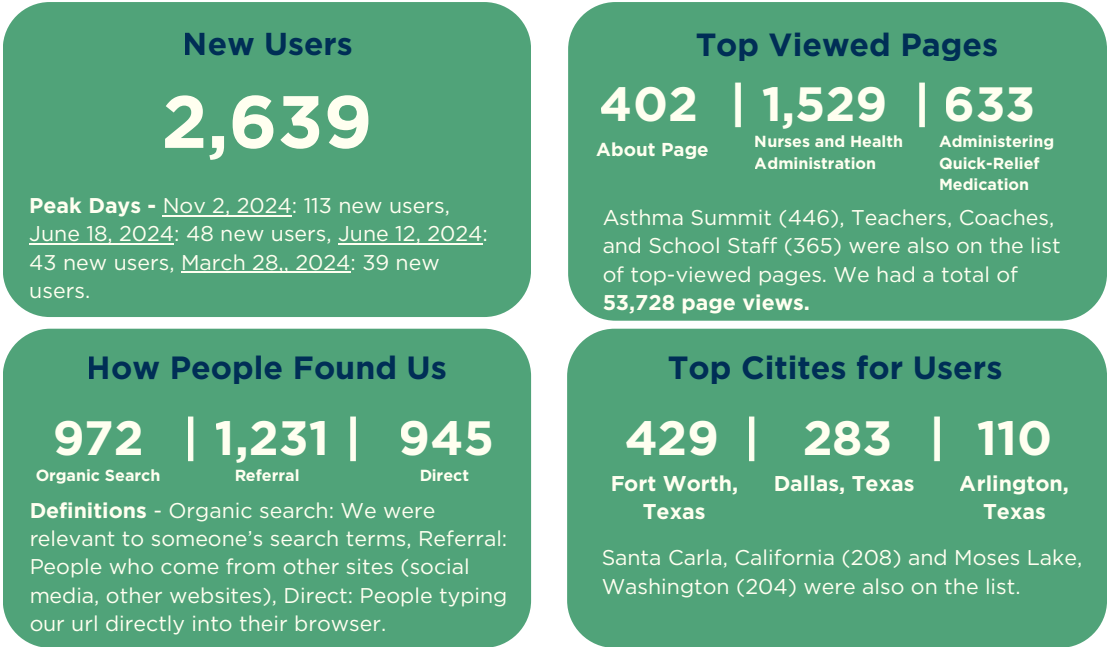 New Users
2,639
Peak Days - Nov 2, 2024: 113 new users,
June 18, 2024: 48 new users, June 12, 2024:
43 new users, March 28,, 2024: 39 new
users.
Top Viewed Pages
402 | 1,529 | 633
About Page
Nurses and Health
Administration
Administering
Quick-Relief
Medication
Asthma Summit (446), Teachers, Coaches,
and School Staff (365) were also on the list
of top-viewed pages. We had a total of
53,728 page views.
How People Found Us
972 | 1,231 | 945
Organic Search Referral Direct
Definitions - Organic search: We were
relevant to someone’s search terms, Referral:
People who come from other sites (social
media, other websites), Direct: People typing
our url directly into their browser.
Top Citites for Users
429 | 283 | 110
Fort Worth,
Texas
Dallas, Texas
Arlington,
Texas
Santa Carla, California (208) and Moses Lake,
Washington (204) were also on the list.